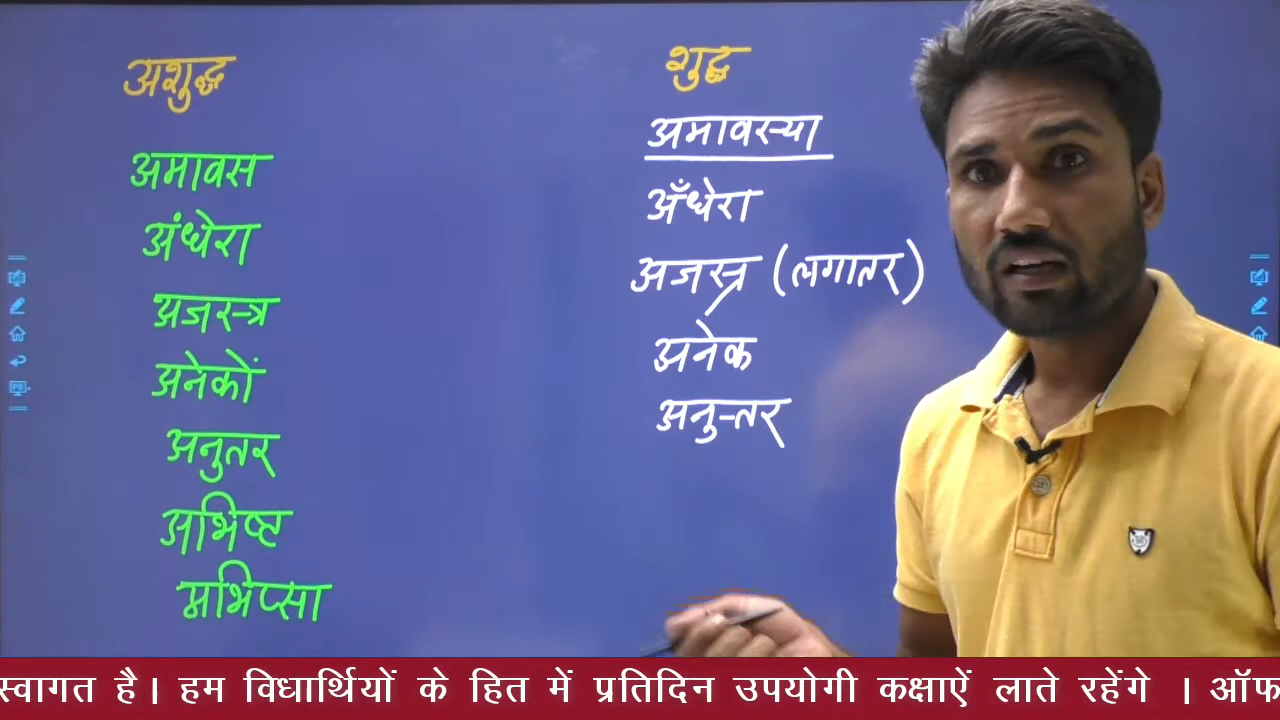 अशुद्ध
शुद्ध
अमावस
अमावस्या
अंधेरा
अँधेरा
अजस्त्र
अजस्र (लगातर)
अनेकों
अनेक
अनुतर
अनुत्तर
अभिष्ट
अभिप्सा
स्वागत है। हम विधार्थियों के हित में प्रतिदिन उपयोगी कक्षाऐं लाते रहेंगे । ऑफ